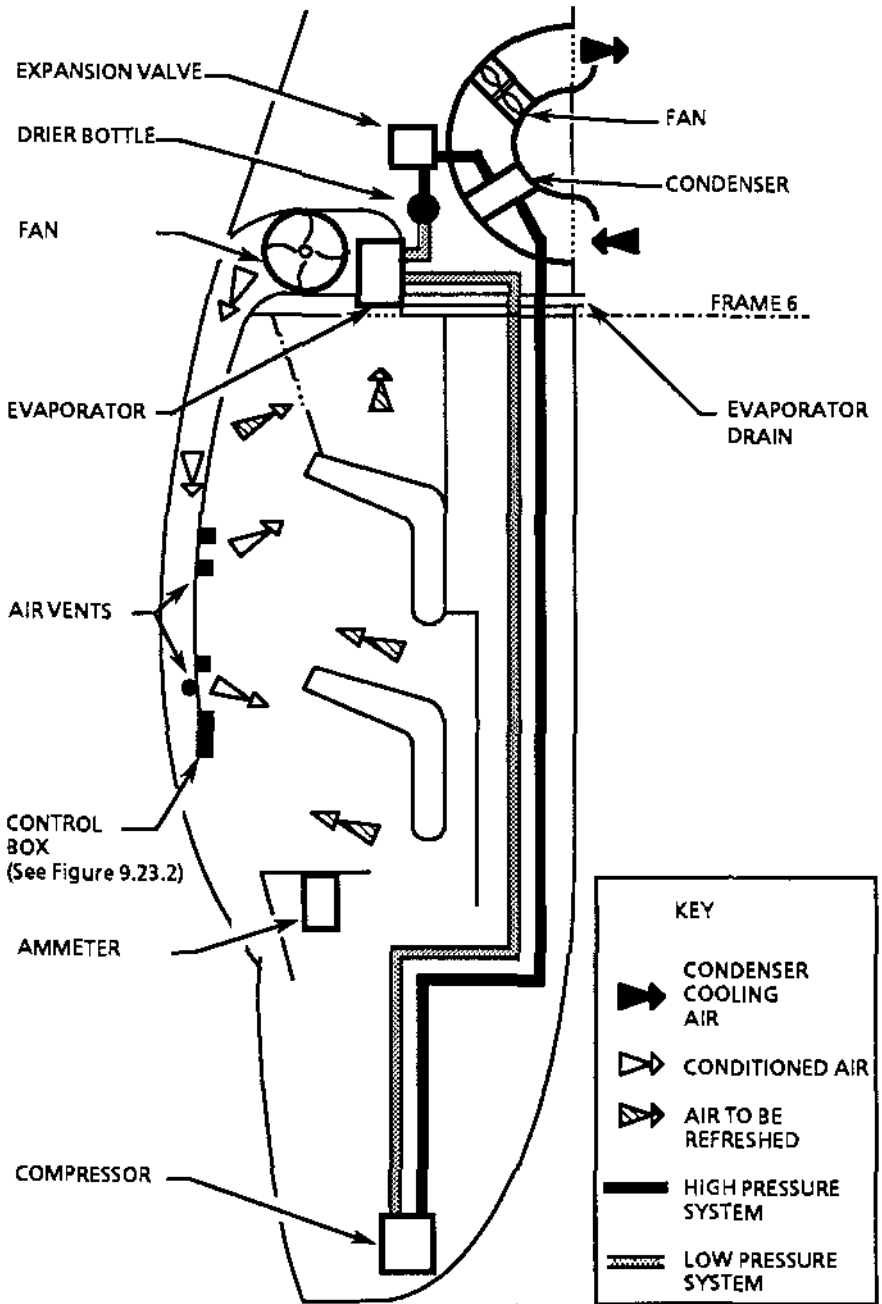 EXPANSION VALVE
DRIER BOTTLE
FAN
FAN
CONDENSER
FRAME 6
EVAPORATOR
EVAPORATOR
DRAIN
AIR VENTS
CONTROL
BOX
(See Figure 9.23.2)
AMMETER
COMPRESSOR
KEY
CONDENSER
COOLING
AIR
CONDITIONED AIR
AIR TO BE
REFRESHED
HIGH PRESSURE
SYSTEM
LOW PRESSURE
SYSTEM